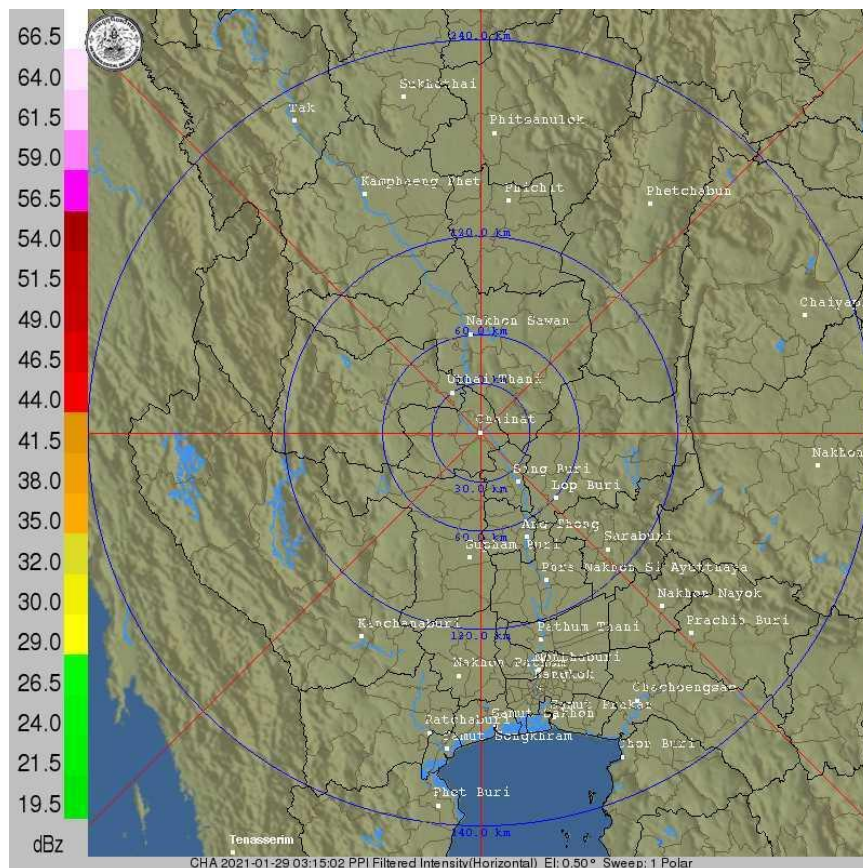 66.5
64.0
61.5
59.0
56.5
54.0
51.5
49.0
46.5
44.0
41.5
38.0
35.0
32.0
30.0
29.0
26.5
24.0
21.5
19.5
dBz
240.0 km
Sukhothai
Tak
Phitsanulok
Kamphaeng Phet
Phichit
Phetchabun
120.0 km
Chaiyap
Nakhon Sawan
60.0 km
Uthai Thani
Chainat
Nakhon
Sing Buri
30.0 km
Lop Buri
Ang Thong
60.0 km
Suphan Buri
Saraburi
Pora Nakhon Si Ayutthaya
Nakhon Nayok
Kanchanaburi
120.0 km
Pathum Thani
Prachin Buri
Nonthaburi
Nakhon Pathom
Bangkok
Chachoengsao
Samut Prakan
Samut Sakhon
Ratchaburi
Samut Songkhram
Chon Buri
Phet Buri
240.0 km
Tenasserim
CHA 2021-01-29 03:15:02 PPI Filtered Intensity(Horizontal) El: 0.50° Sweep: 1 Polar